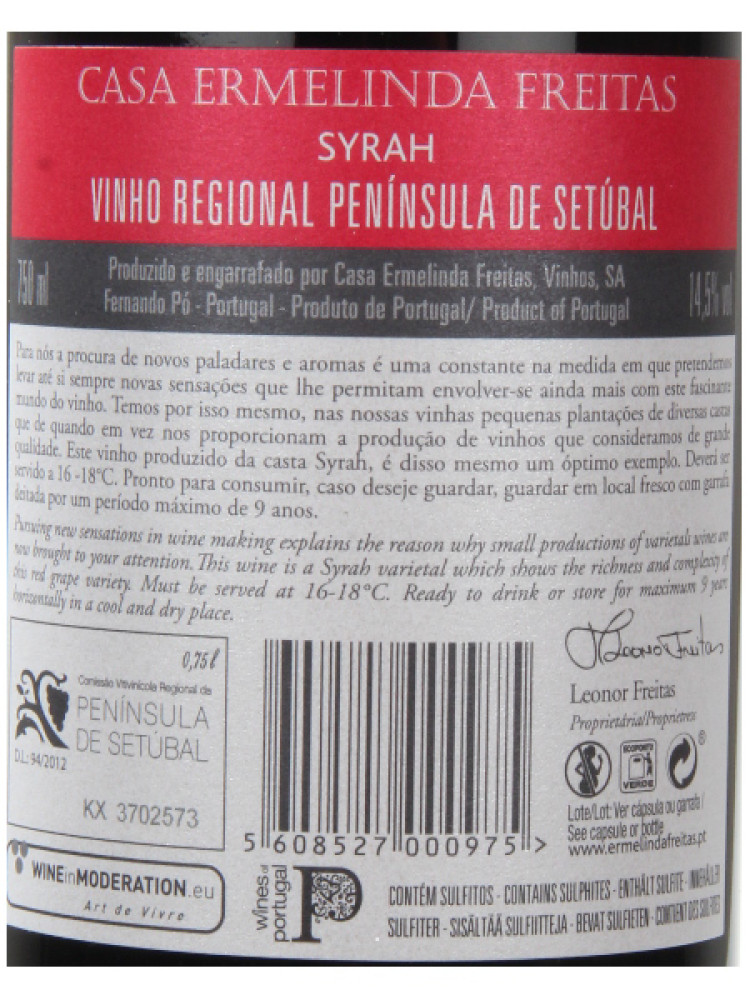 CASA ERMELINDA FREITAS
SYRAH
VINHO REGIONAL PENÍNSULA DE SETÚBAL
750 ml
Produzido e engarrafado por Casa Ermelinda Freitas, Vinhos, SA
Fernando Pó - Portugal - Produto de Portugal/ Product of Portugal
14,5% vol
Para nós a procura de novos paladares e aromas é uma constante na medida em que pretendemos
levar até si sempre novas sensações que lhe permitam envolver-se ainda mais com este fascinante
mundo do vinho. Temos por isso mesmo, nas nossas vinhas pequenas plantações de diversas castas
que de quando em vez nos proporcionam a produção de vinhos que consideramos de grande
qualidade. Este vinho produzido da casta Syrah, é disso mesmo um óptimo exemplo. Deverá ser
servido a 16 -18°C. Pronto para consumir, caso deseje guardar, guardar em local fresco com garrafa
deitada por um período máximo de 9 anos.
Pursuing new sensations in wine making explains the reason why small productions of varietals wines are
now brought to your attention. This wine is a Syrah varietal which shows the richness and complexity of
this red grape variety. Must be served at 16-18°C. Ready to drink or store for maximum 9 years
horizontally in a cool and dry place.
0,75 ℓ
Comissão Vitivinícola Regional de
PENÍNSULA
DE SETÚBAL
D.L.: 94/2012
KX 3702573
WINEinMODERATION.eu
Art de Vivre
5 608527 000975 >
wines of
portugal
P
Leonor Freitas
Leonor Freitas
Proprietária/Proprietress
ECOPONTO
VERDE
®
Lote/Lot: Ver cápsula ou garrafa /
See capsule or bottle
www.ermelindafreitas.pt
CONTÉM SULFITOS - CONTAINS SULPHITES - ENTHÄLT SULFITE - INNEHÅLLER
SULFITER - SISÄLTÄÄ SULFIITTEJA - BEVAT SULFIETEN - CONTIENT DES SULFITES